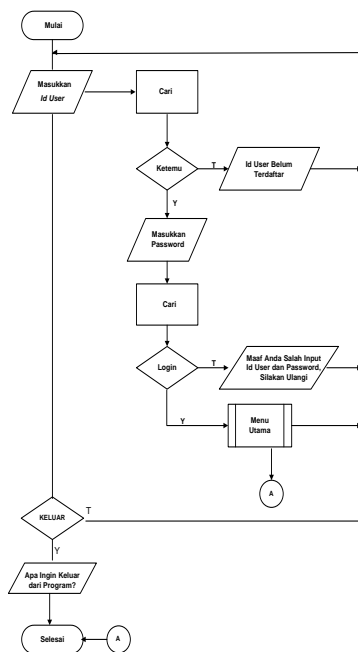 Mulai
Masukkan
Id User
Cari
Ketemu
T
Id User Belum
Terdaftar
Y
Masukkan
Password
Cari
Login
T
Maaf Anda Salah Input
Id User dan Password,
Silakan Ulangi
Y
Menu
Utama
A
KELUAR
T
Y
Apa Ingin Keluar
dari Program?
Selesai
A